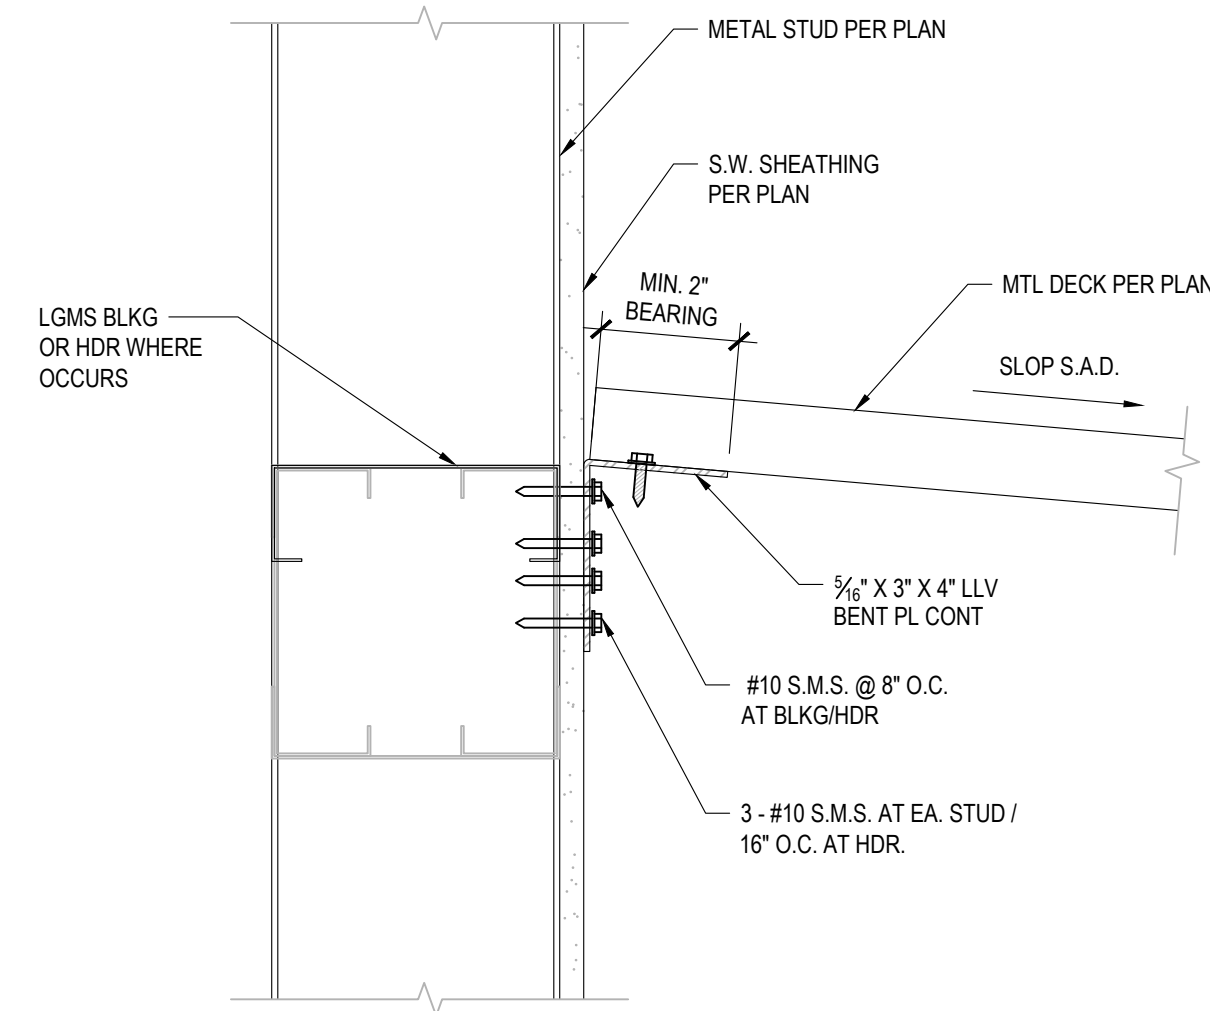 METAL STUD PER PLAN
S.W. SHEATHING
PER PLAN
MIN. 2"
BEARING
MTL DECK PER PLAN
SLOP S.A.D.
LGMS BLKG
OR HDR WHERE
OCCURS
5/16" X 3" X 4" LLV
BENT PL CONT
#10 S.M.S. @ 8" O.C.
AT BLKG/HDR
3 - #10 S.M.S. AT EA. STUD /
16" O.C. AT HDR.